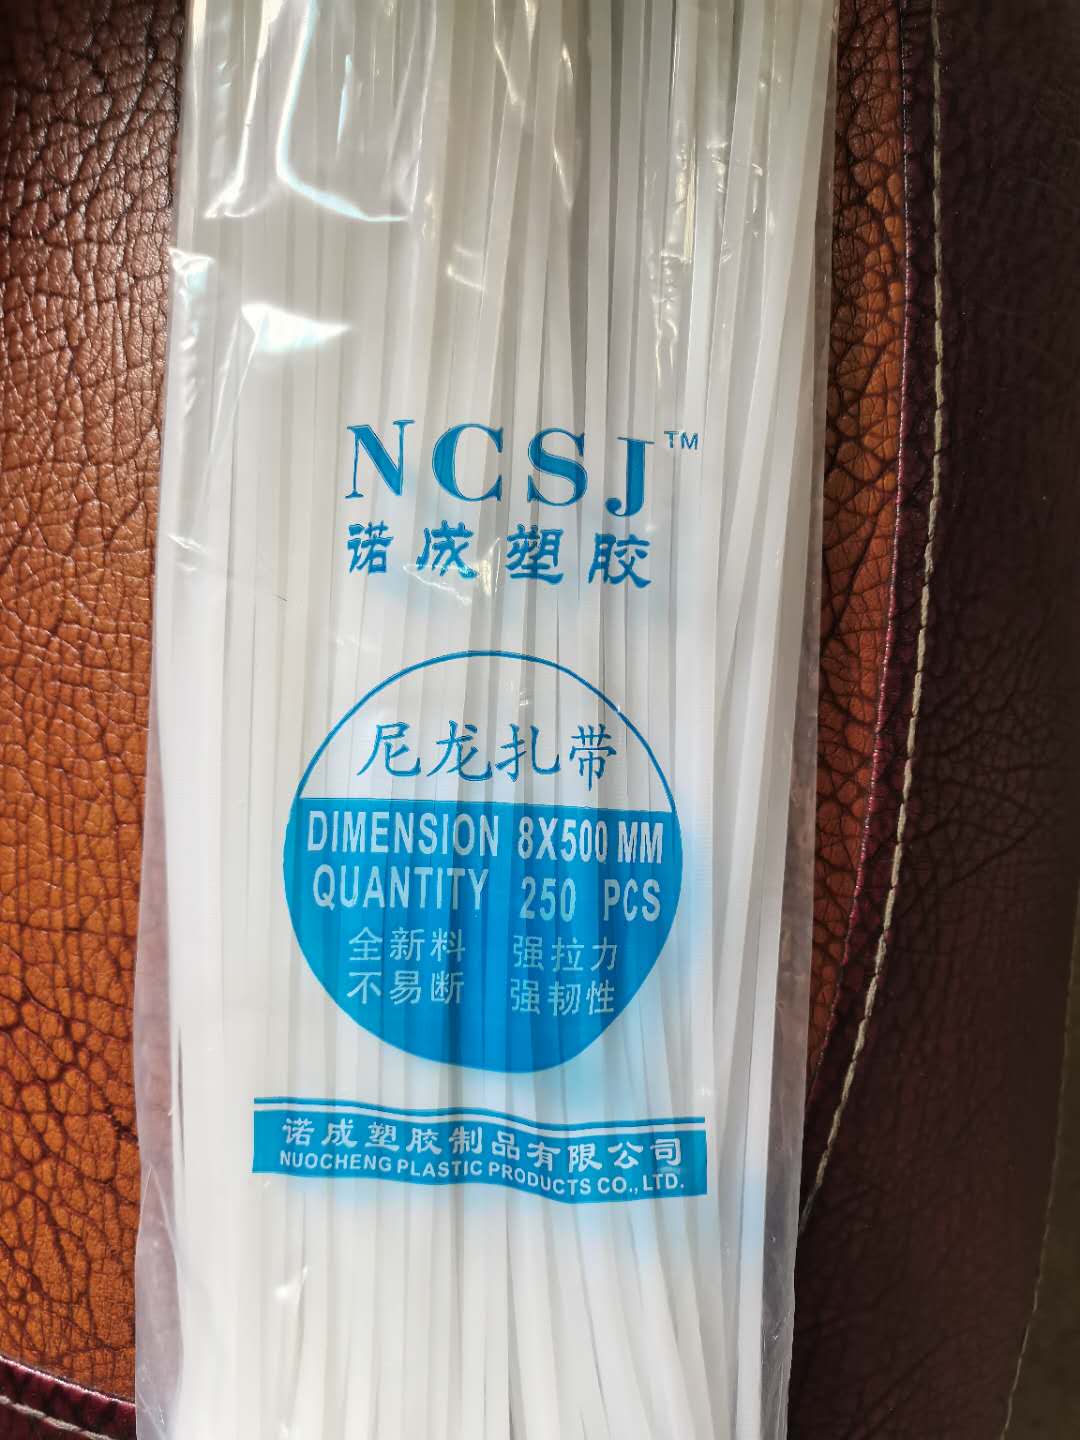 NCSJ™
诺成塑胶
尼龙扎带
DIMENSION 8X500 MM
QUANTITY 250 PCS
全新料 强拉力
不易断 强韧性
诺成塑胶制品有限公司
NUOCHENG PLASTIC PRODUCTS CO., LTD.